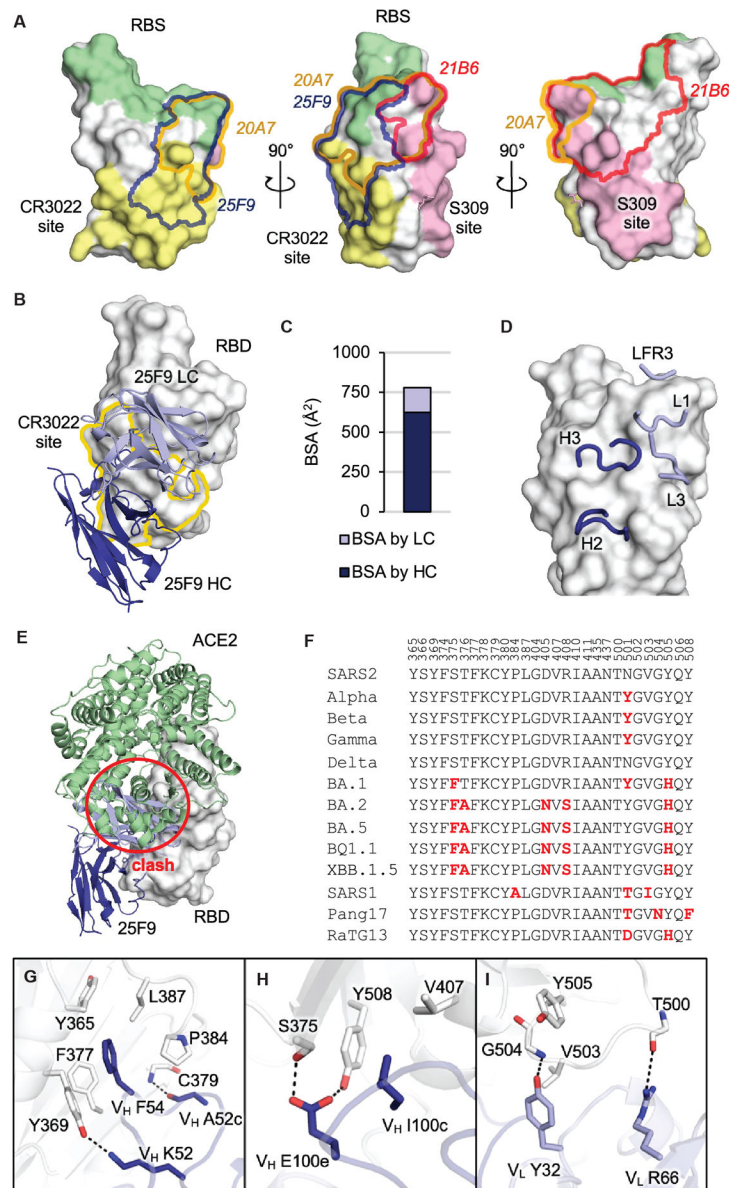 A
RBS
RBS
20A7
25F9
CR3022
site
90°
20A7
25F9
21B6
CR3022
site
S309
site
90°
21B6
20A7
S309
site
B
RBD
25F9 LC
CR3022
site
25F9 HC
C
BSA (Å²)
1000
750
500
250
0
BSA by LC
BSA by HC
D
LFR3
L1
H3
L3
H2
E
ACE2
clash
25F9
RBD
F
365 366 369 374 375 376 377 378 379 380 384 387 404 405 407 408 410 411 435 437 500 501 502 503 504 505 506 508
SARS2 YSYFSTFKCYPLGDVRIAANTNGVGYQY
Alpha YSYFSTFKCYPLGDVRIAANTYGVGYQY
Beta YSYFSTFKCYPLGDVRIAANTYGVGYQY
Gamma YSYFSTFKCYPLGDVRIAANTYGVGYQY
Delta YSYFSTFKCYPLGDVRIAANTNGVGYQY
BA.1 YSYFFTFKCYPLGDVRIAANTYGVGHQY
BA.2 YSYFFAFKCYPLGNVSIAANTYGVGHQY
BA.5 YSYFFAFKCYPLGNVSIAANTYGVGHQY
BQ1.1 YSYFFAFKCYPLGNVSIAANTYGVGHQY
XBB.1.5 YSYFFAFKCYPLGNVSIAANTYGVGHQY
SARS1 YSYFSTFKCYALGDVRIAANTTGIGYQY
Pang17 YSYFSTFKCYPLGDVRIAANTTGVNYQF
RaTG13 YSYFSTFKCYPLGDVRIAANTDGVGHQY
G
Y365
L387
F377
P384
C379
Y369
VH F54
VH A52c
VH K52
H
V407
Y508
S375
VH I100c
VH E100e
I
Y505
T500
G504
V503
VL Y32
VL R66